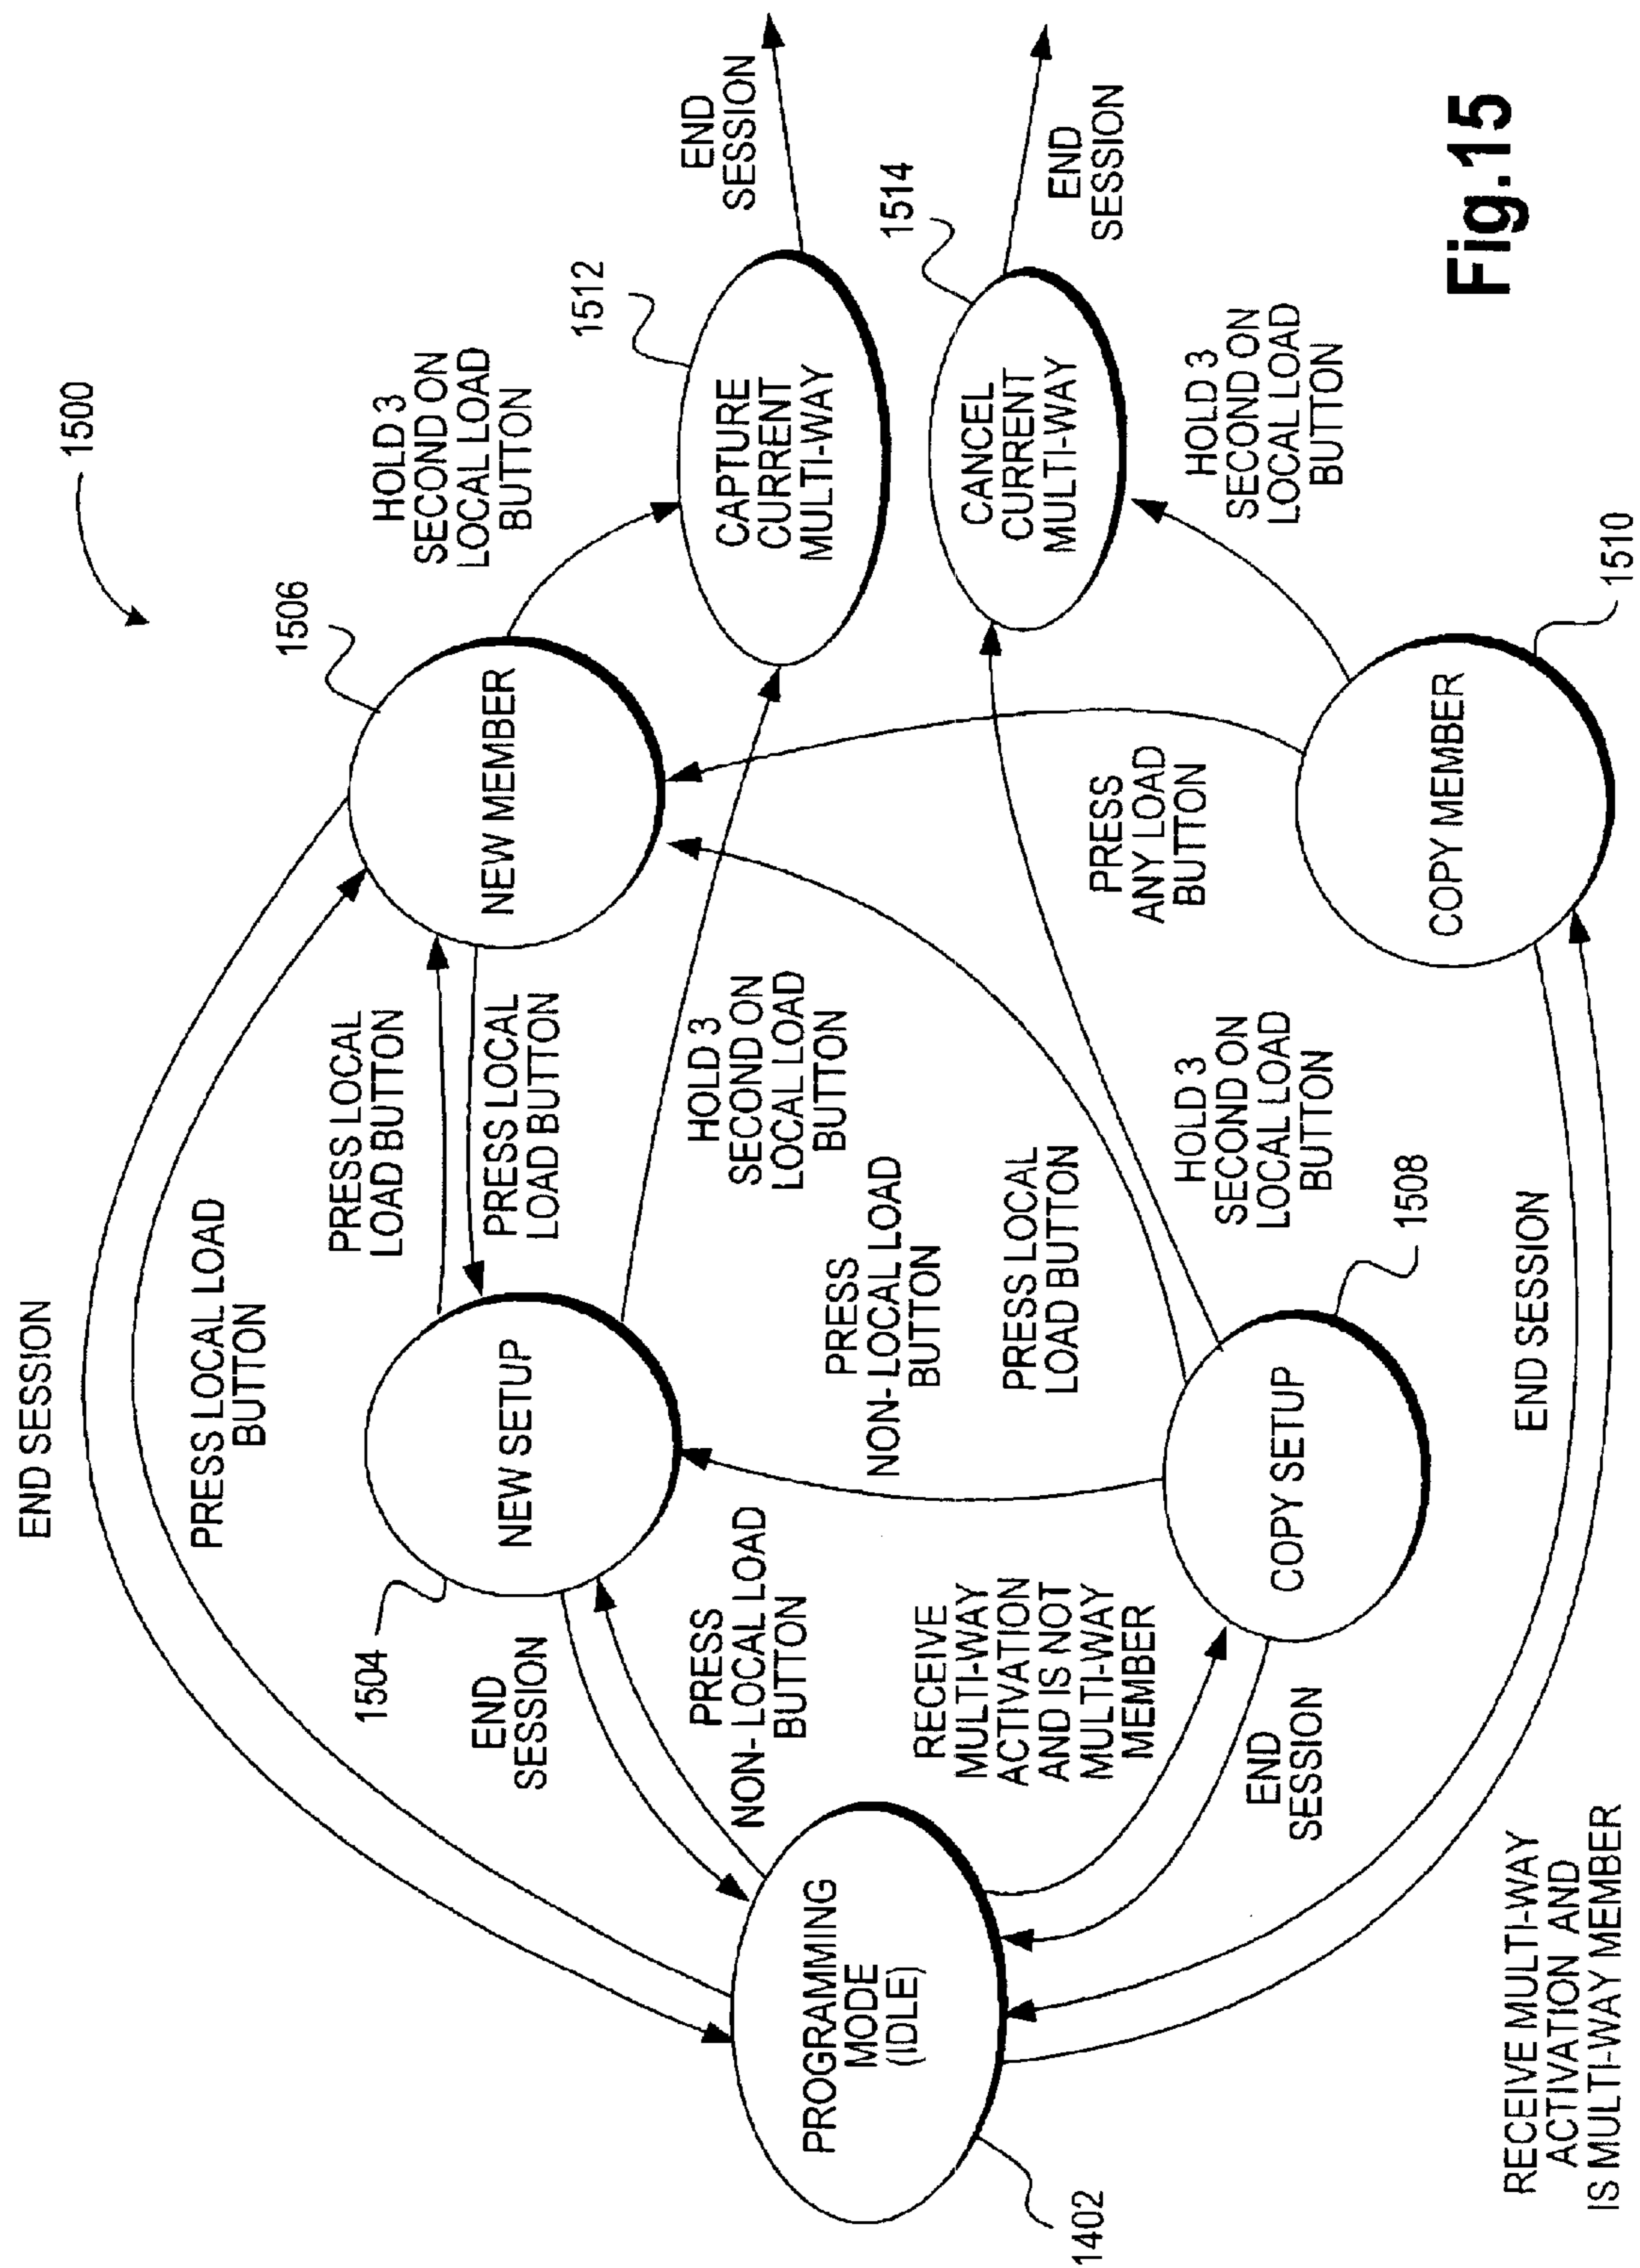 1500
END SESSION
PRESS LOCAL LOAD
BUTTON
1506
HOLD 3
SECOND ON
LOCAL LOAD
BUTTON
PRESS LOCAL
LOAD BUTTON
NEW MEMBER
1512
END
SESSION
PRESS LOCAL
LOAD BUTTON
1504
NEW SETUP
CAPTURE
CURRENT
MULTI-WAY
END
SESSION
HOLD 3
SECOND ON
LOCAL LOAD
BUTTON
1514
PRESS
NON-LOCAL LOAD
BUTTON
PRESS
NON-LOCAL LOAD
BUTTON
PROGRAMMING
MODE
(IDLE)
1402
CANCEL
CURRENT
MULTI-WAY
END
SESSION
RECEIVE
MULTI-WAY
ACTIVATION
AND IS NOT
MULTI-WAY
MEMBER
PRESS LOCAL
LOAD BUTTON
PRESS
ANY LOAD
BUTTON
HOLD 3
SECOND ON
LOCAL LOAD
BUTTON
HOLD 3
SECOND ON
LOCAL LOAD
BUTTON
END
SESSION
COPY SETUP
1508
COPY MEMBER
1510
END SESSION
RECEIVE MULTI-WAY
ACTIVATION AND
IS MULTI-WAY MEMBER
Fig.15